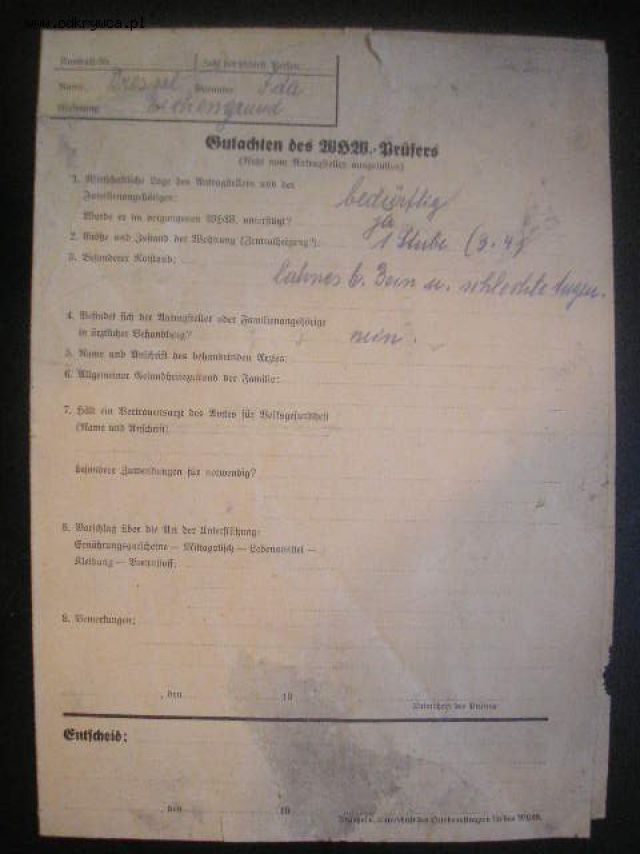 www.odkrywca.pl
Kontroll-Nr.
Name: Dressel Vorname: Ida
Wohnung: Eichengrund
Gutachten des WHW.-Prüfers
(Nicht vom Antragsteller auszufüllen)
1. Wirtschaftliche Lage des Antragstellers und der
Familienangehörigen: bedürftig
Wurde er im vergangenen WHW. unterstützt? ja
2. Größe und Zustand der Wohnung (Zentralheizung?): 1 Stube (3.4)
3. Besonderer Notstand:
lahmes b. Bein u. schlechte Augen.
4. Befindet sich der Antragsteller oder Familienangehörige
in ärztlicher Behandlung? nein.
5. Name und Anschrift des behandelnden Arztes:
6. Allgemeiner Gesundheitszustand der Familie:
7. Hält ein Vertrauensarzt des Amtes für Volksgesundheit
(Name und Anschrift)
besondere Zuwendungen für notwendig?
8. Vorschlag über die Art der Unterstützung:
Ernährungsgutscheine — Mittagstisch — Lebensmittel —
Kleidung — Brennstoff:
9. Bemerkungen:
, den 19
Unterschrift des Prüfers
Entscheid:
, den 19